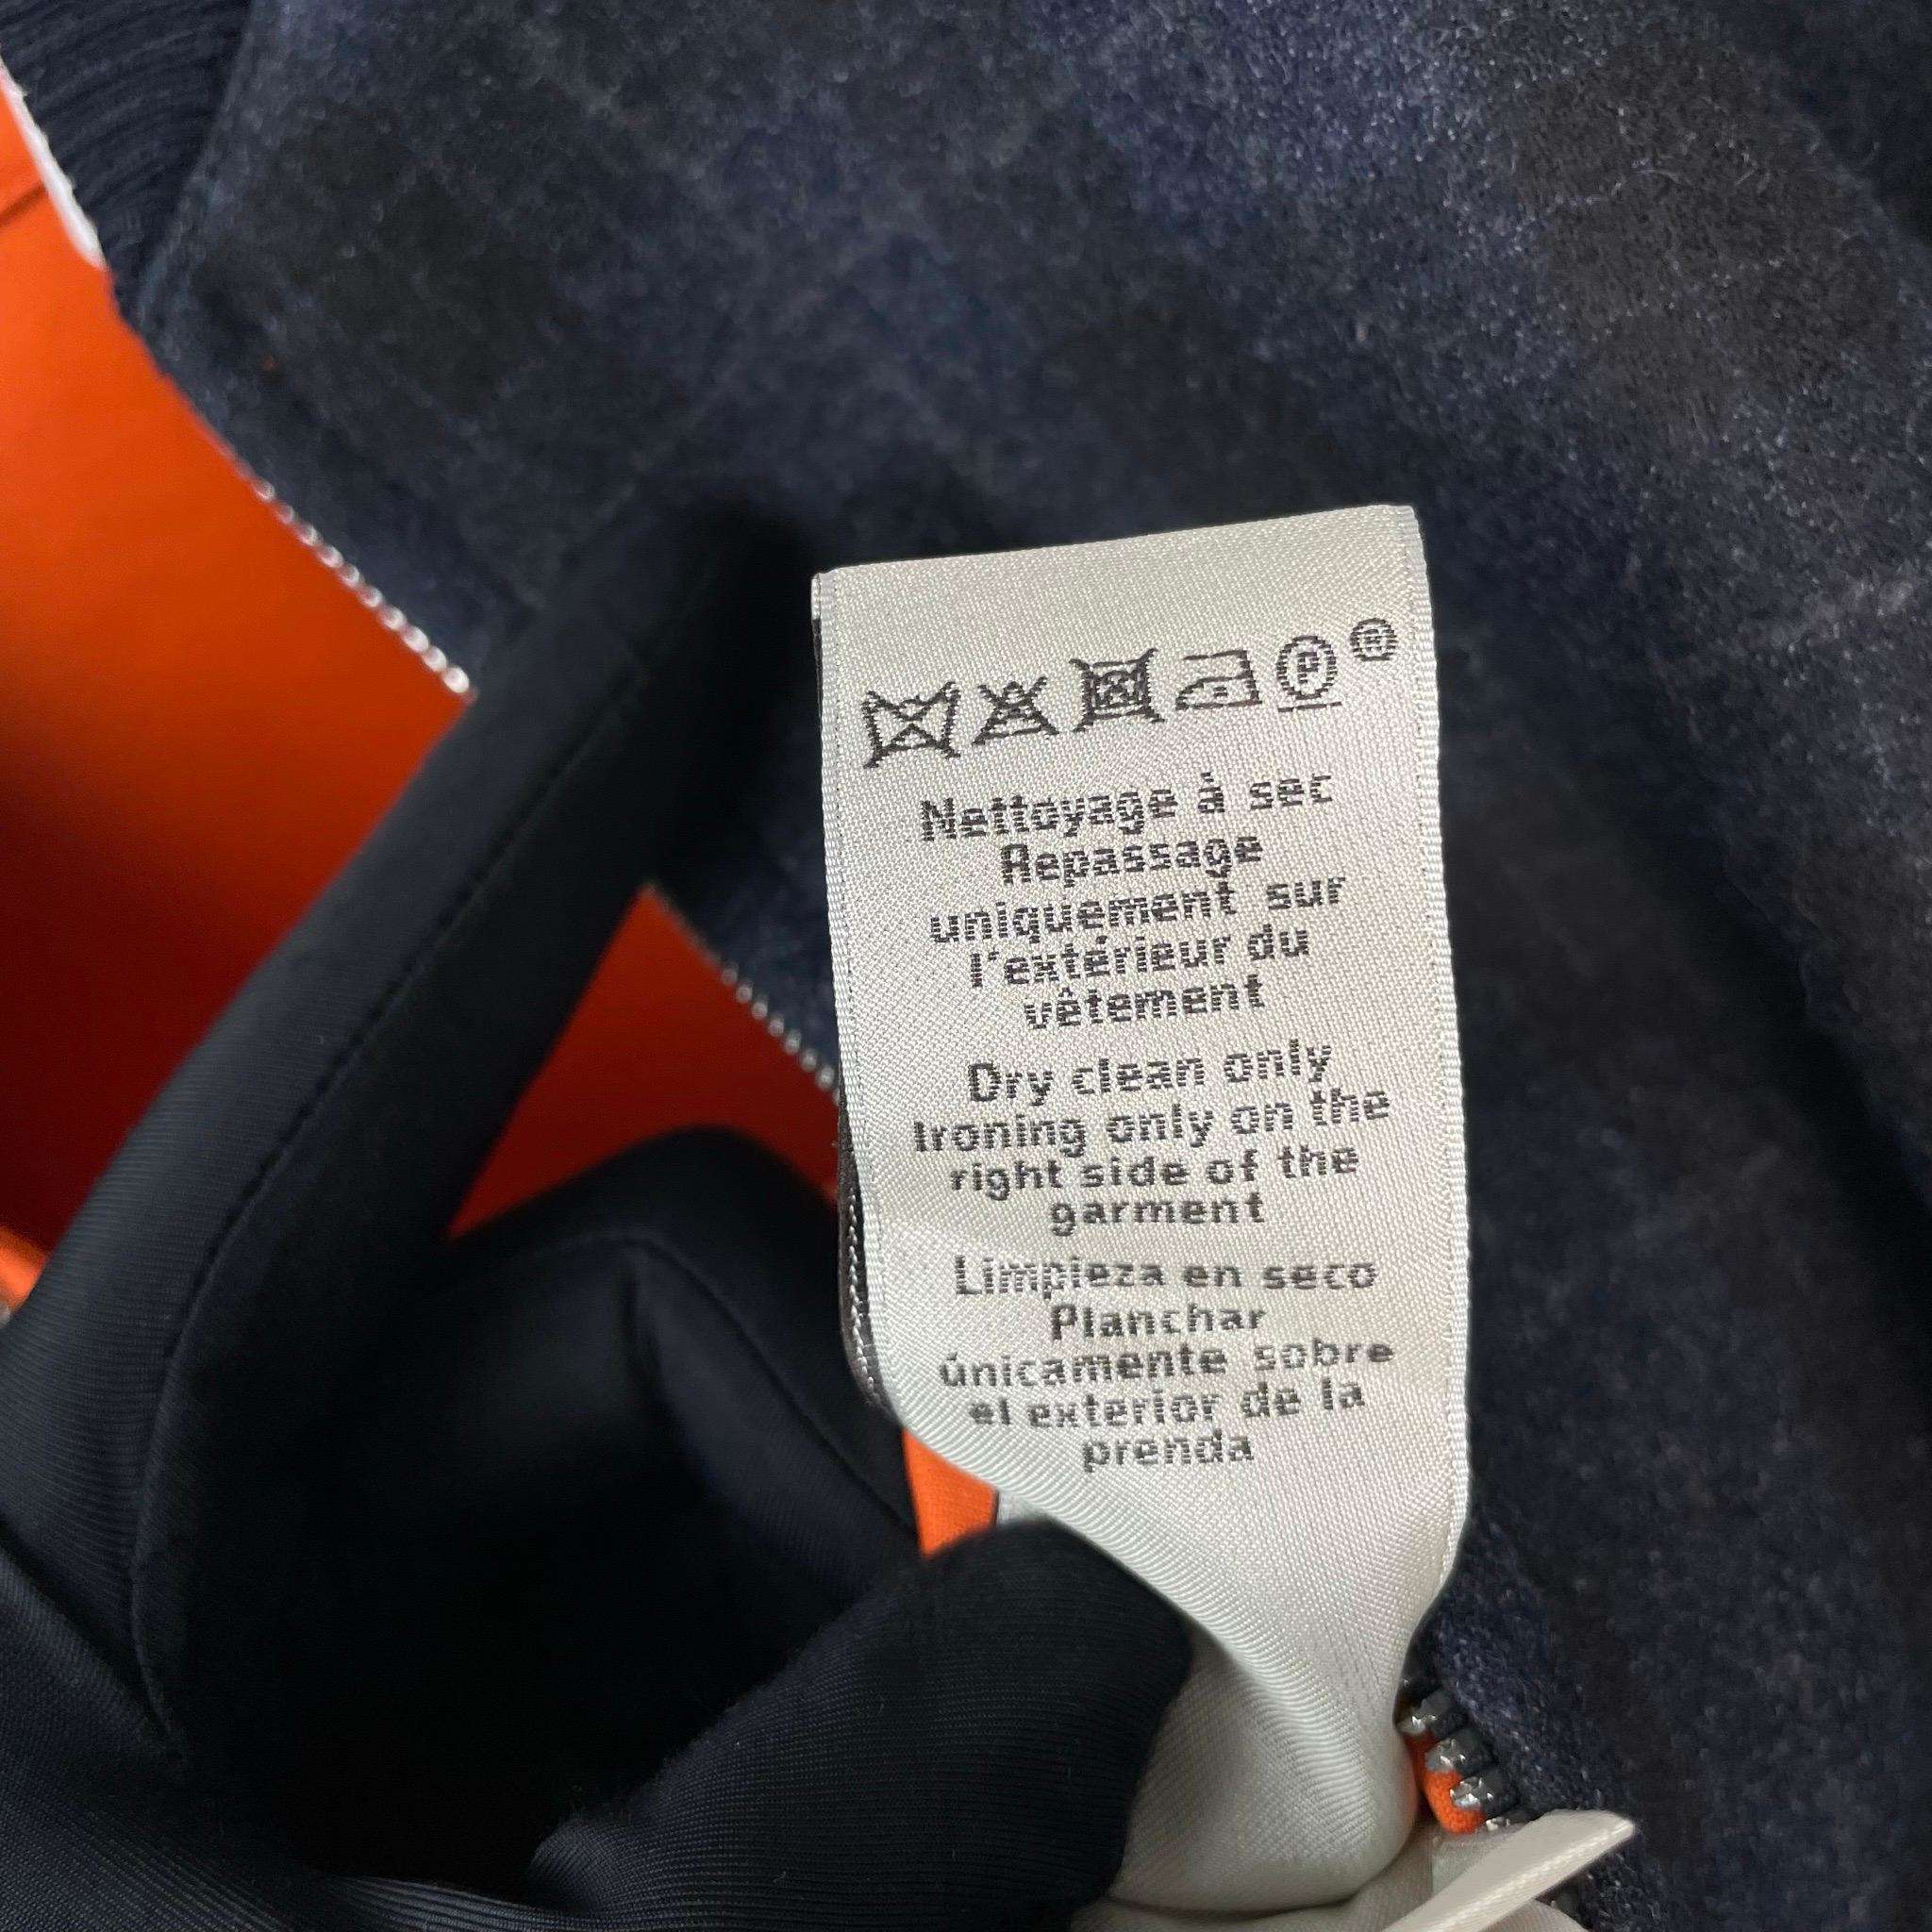 P ®
Nettoyage à sec
Repassage
uniquement sur
l'extérieur du
vêtement
Dry clean only
Ironing only on the
right side of the
garment
Limpieza en seco
Planchar
únicamente sobre
el exterior de la
prenda